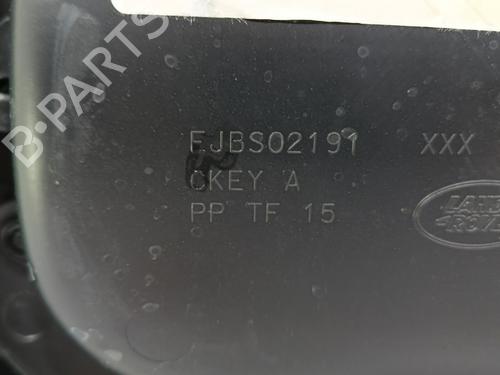 B-PARTS
FJBS02191 XXX
CKEY A
PP TF 15
LAND
ROVER